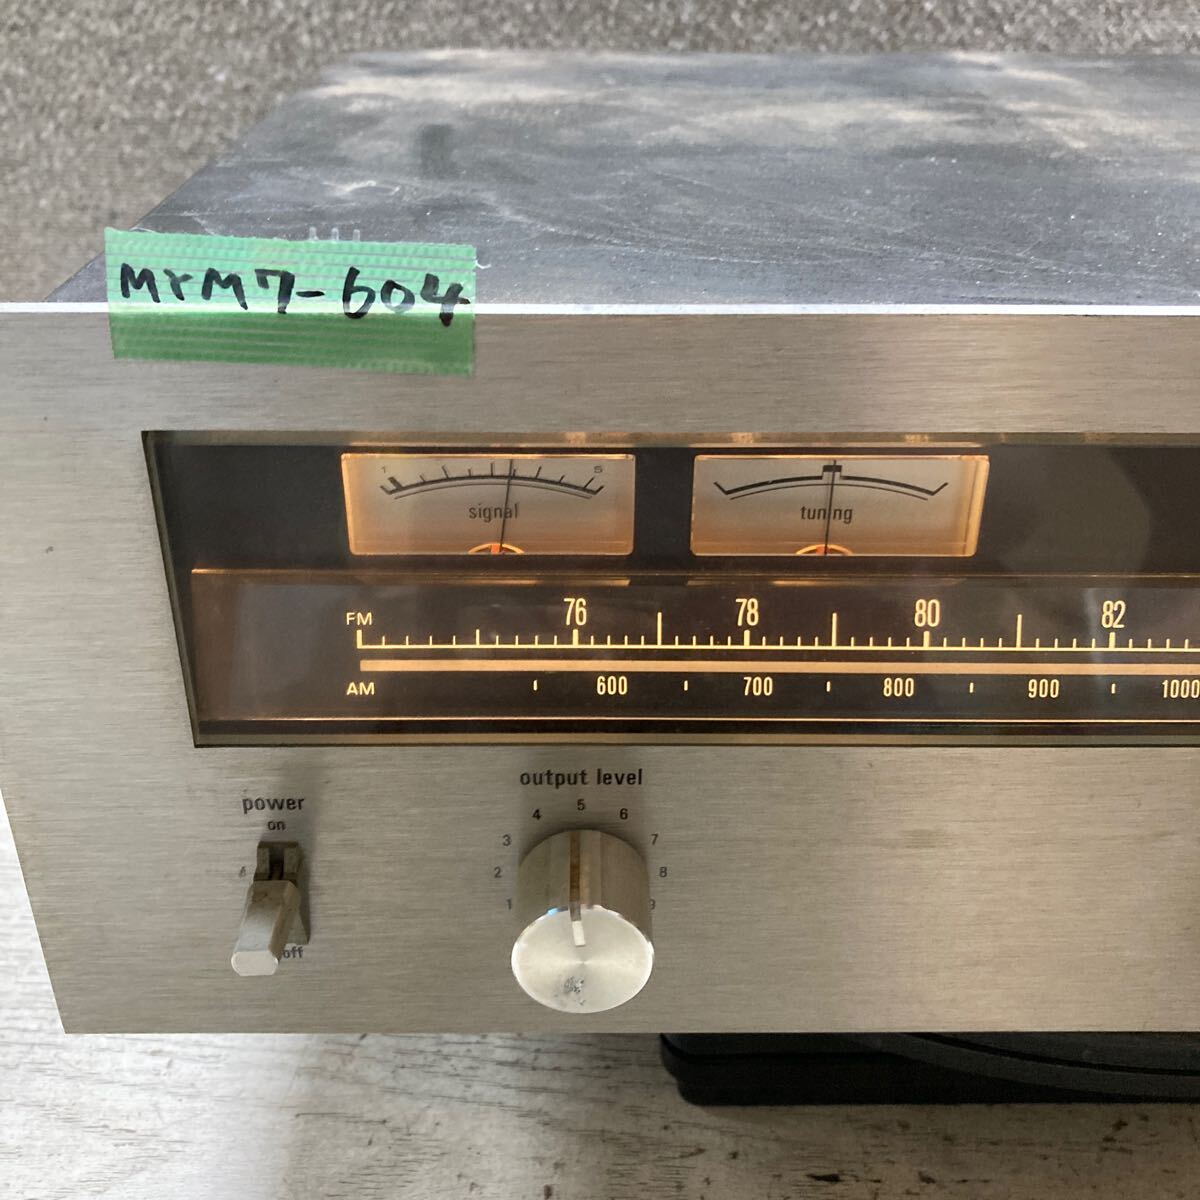 MYM7-604
1 5
signal
tuning
FM 76 78 80 82
AM 600 700 800 900 1000
output level
power
on
off
1 2 3 4 5 6 7 8 9